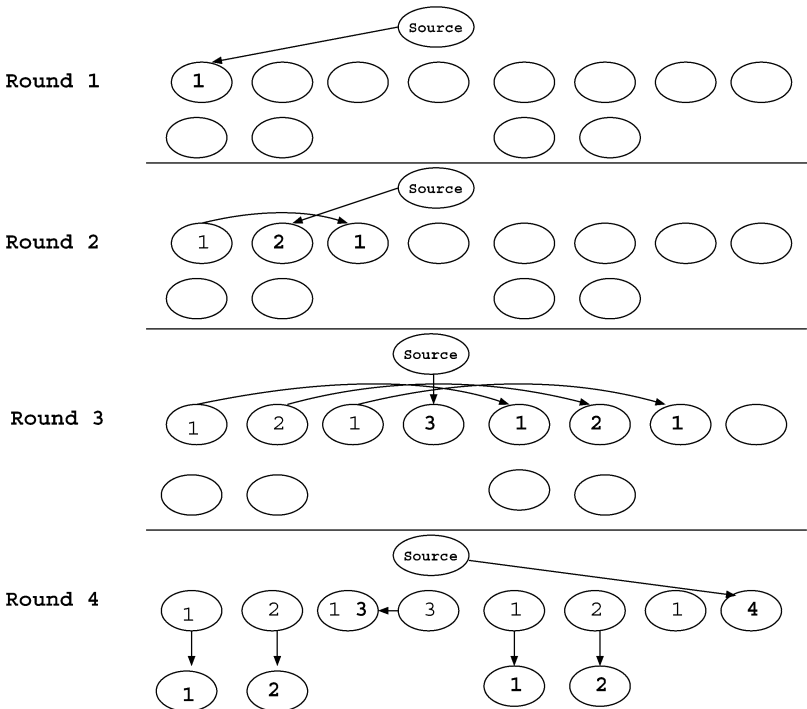 Source
Round 1
1
Source
Round 2
1 2 1
Source
Round 3
1 2 1 3 1 2 1
Source
Round 4
1 2 1 3 3 1 2 1 4
1 2 1 2